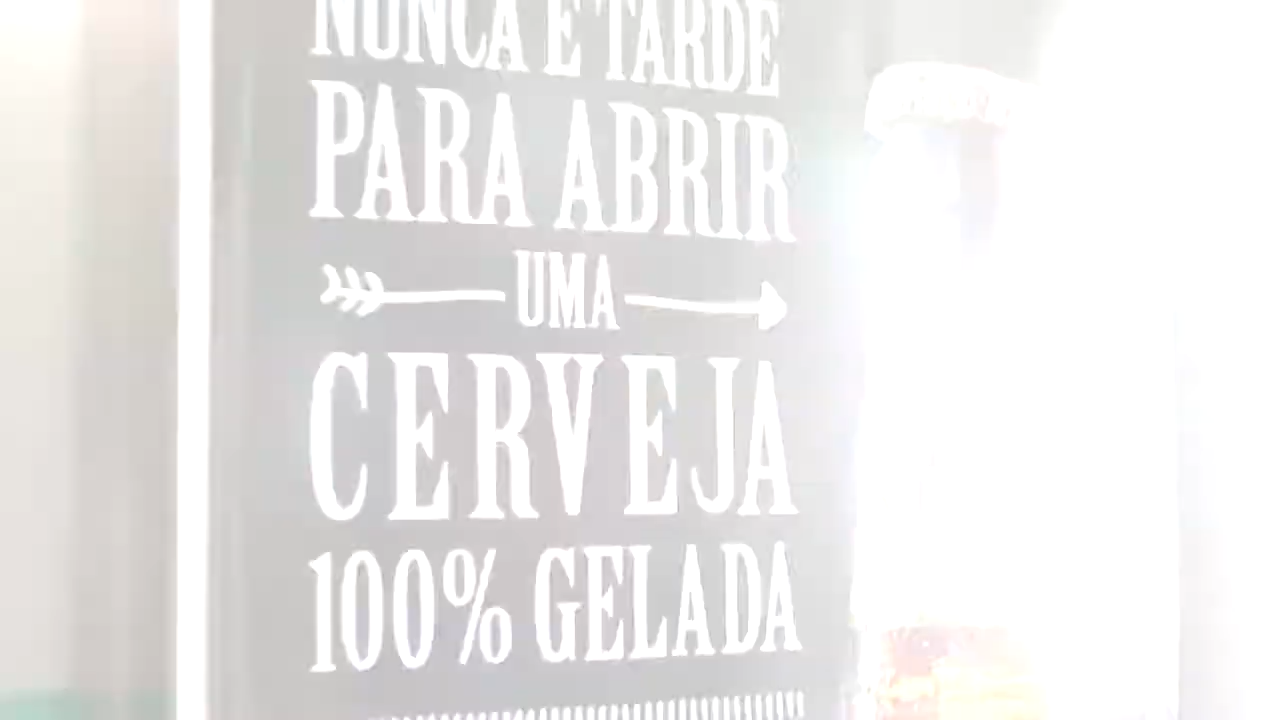 NUNCA É TARDE
PARA ABRIR
UMA
CERVEJA
100% GELADA